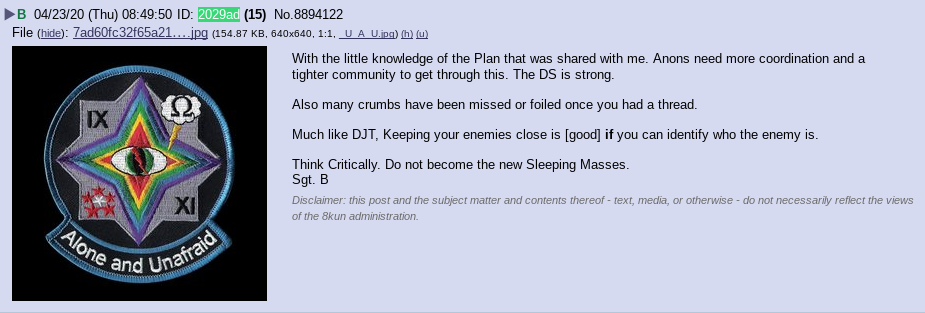 ▶B 04/23/20 (Thu) 08:49:50 ID: 2029ad (15) No.8894122
File (hide): 7ad60fc32f65a21….jpg (154.87 KB, 640x640, 1:1, _U_A_U.jpg) (h) (u)
IX
Ω
XI
Alone and Unafraid
With the little knowledge of the Plan that was shared with me. Anons need more coordination and a
tighter community to get through this. The DS is strong.
Also many crumbs have been missed or foiled once you had a thread.
Much like DJT, Keeping your enemies close is [good] if you can identify who the enemy is.
Think Critically. Do not become the new Sleeping Masses.
Sgt. B
Disclaimer: this post and the subject matter and contents thereof - text, media, or otherwise - do not necessarily reflect the views
of the 8kun administration.